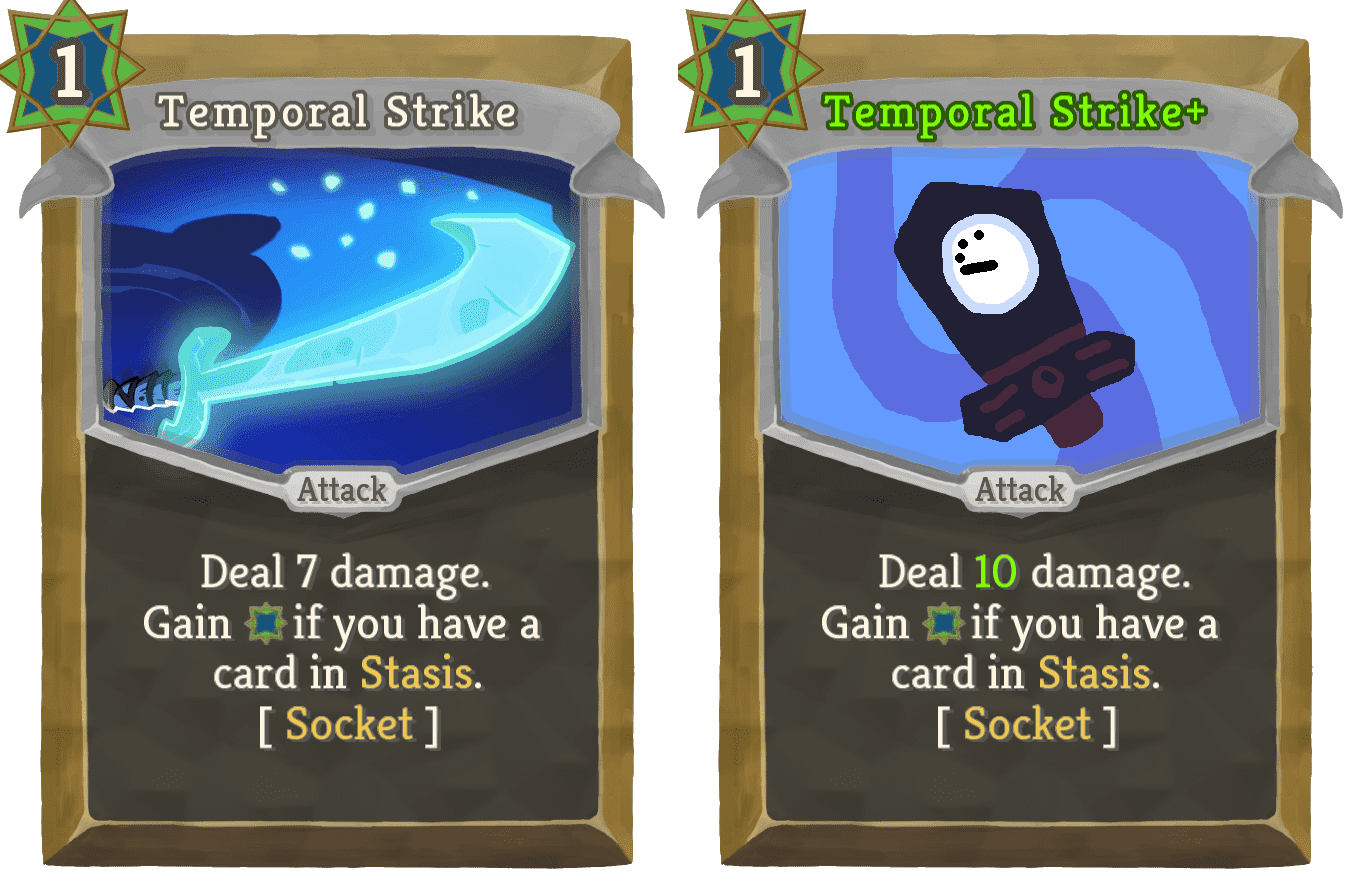 1
Temporal Strike
Attack
Deal 7 damage.
Gain if you have a
card in Stasis.
[ Socket ]
1
Temporal Strike+
Attack
Deal 10 damage.
Gain if you have a
card in Stasis.
[ Socket ]